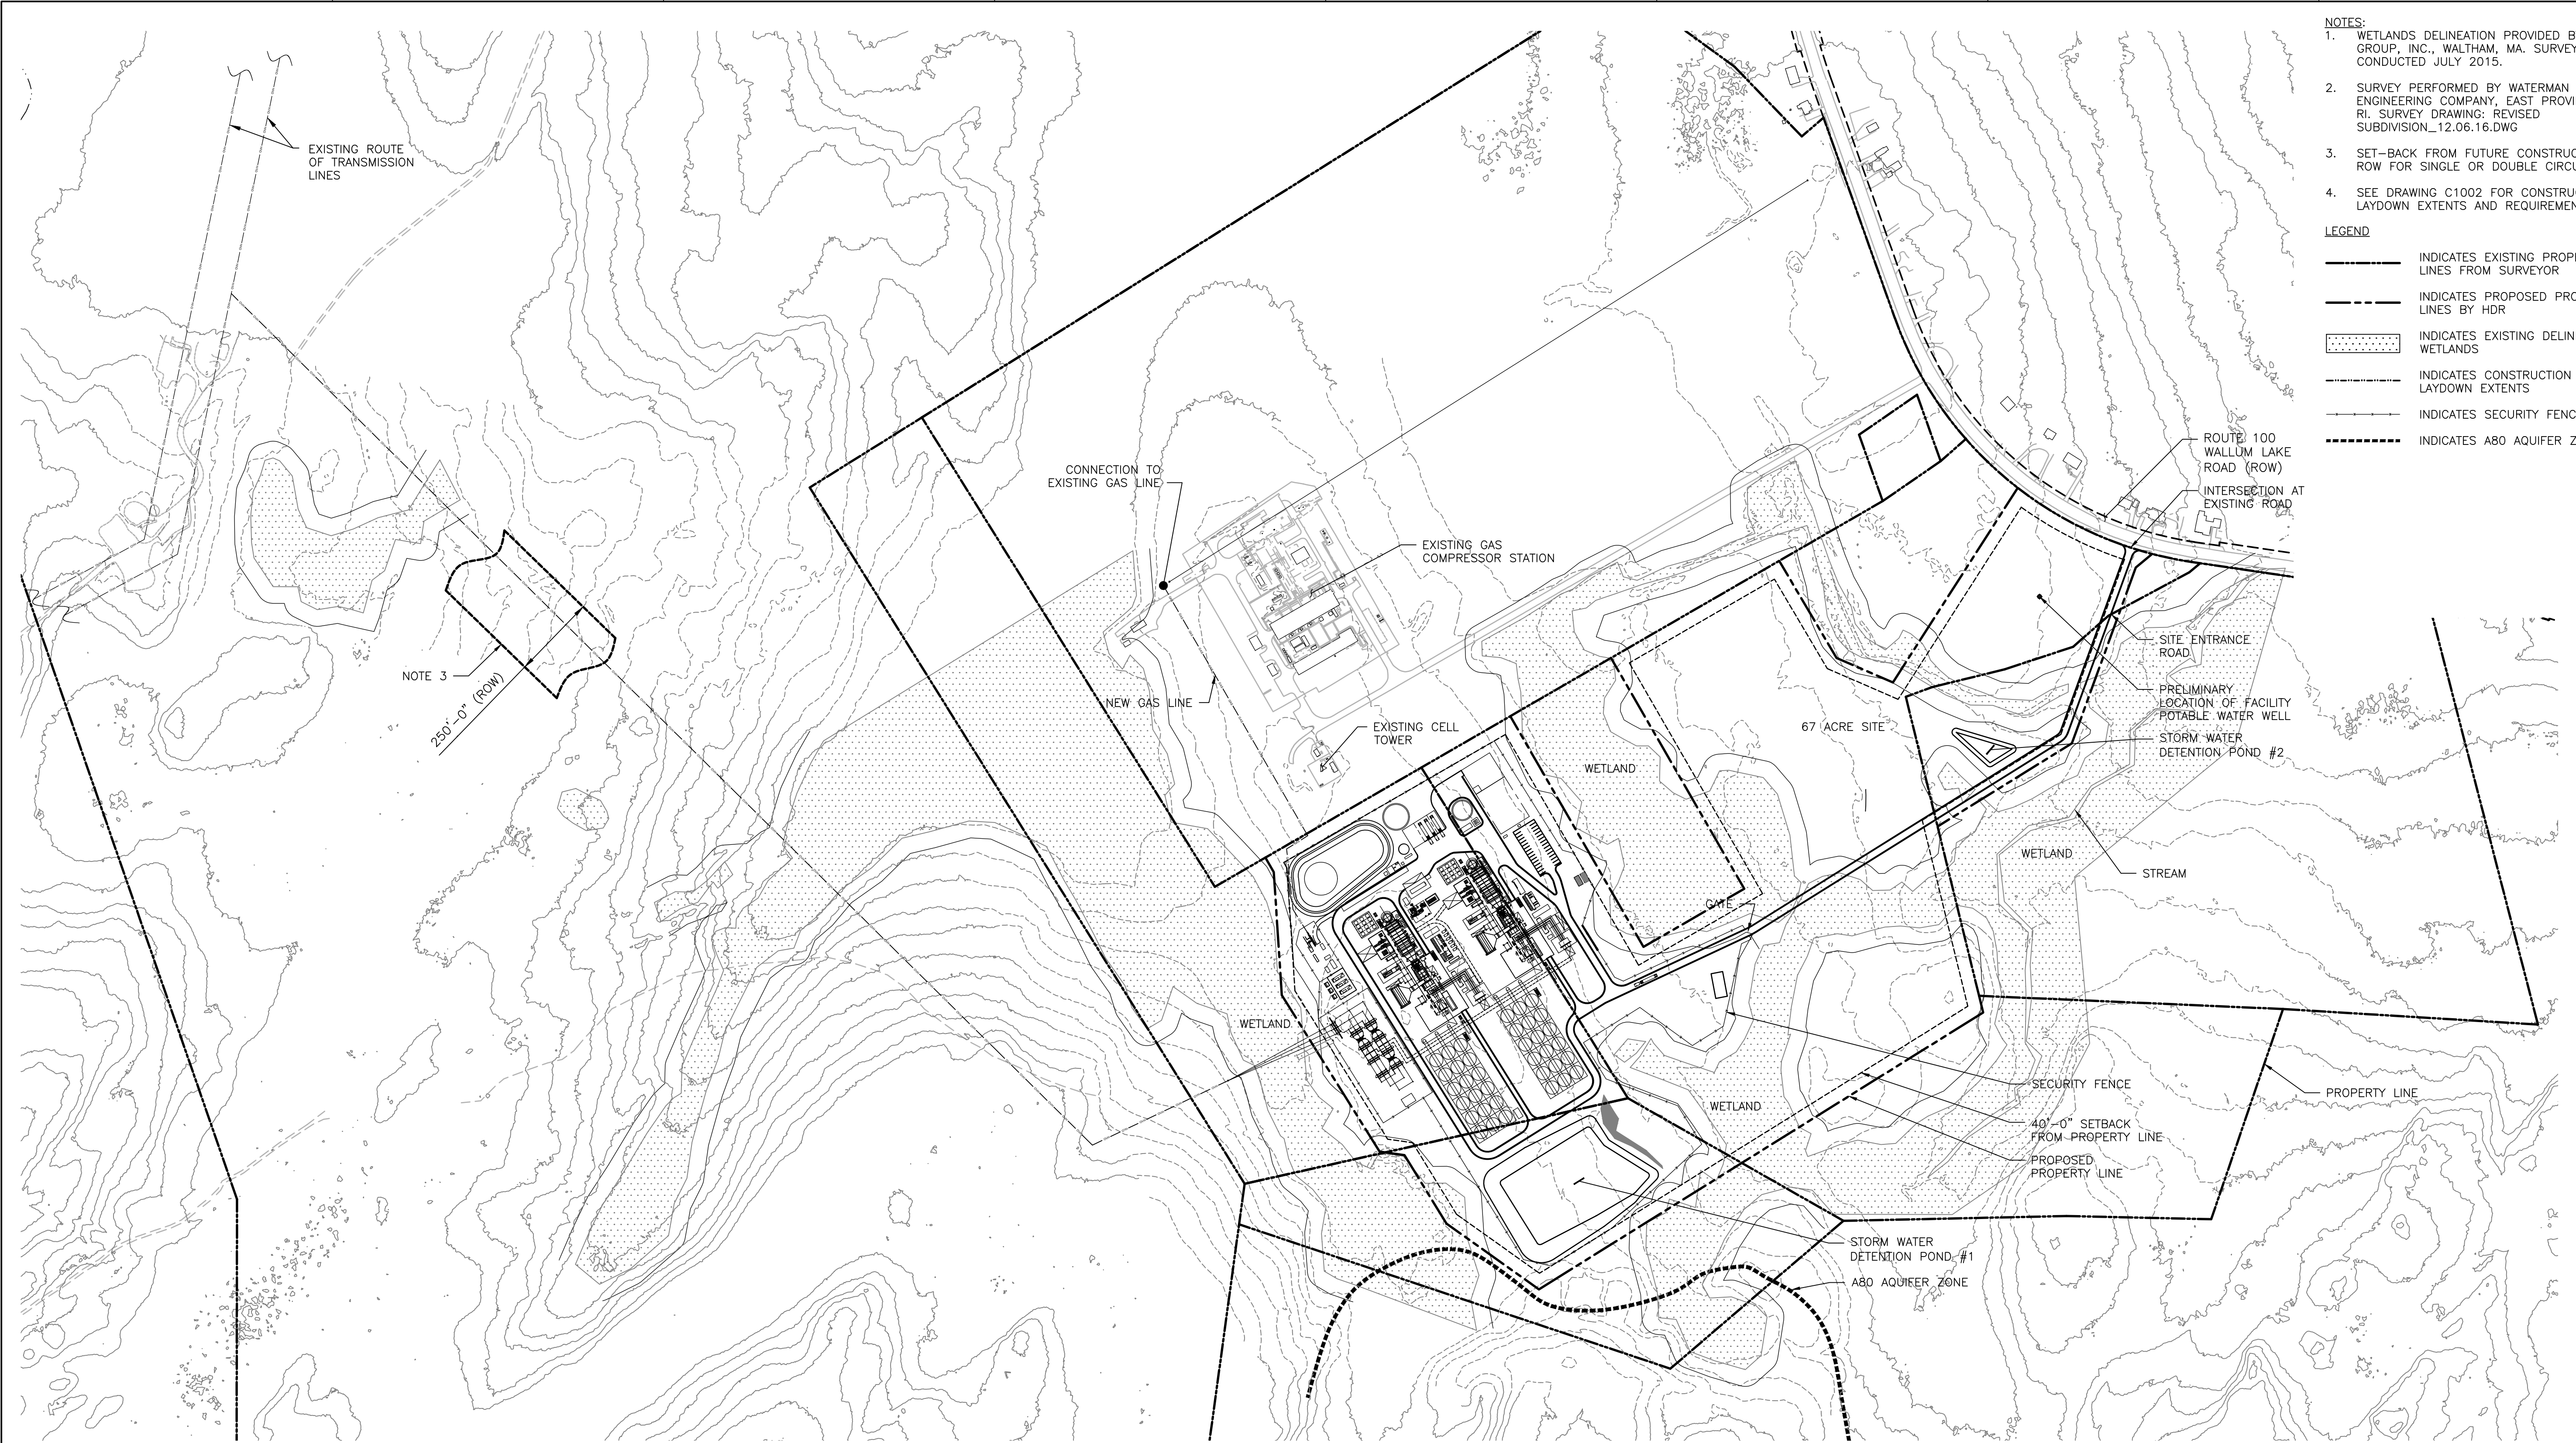 NOTES:
1. WETLANDS DELINEATION PROVIDED B
GROUP, INC., WALTHAM, MA. SURVEY
CONDUCTED JULY 2015.
2. SURVEY PERFORMED BY WATERMAN
ENGINEERING COMPANY, EAST PROVI
RI. SURVEY DRAWING: REVISED
SUBDIVISION_12.06.16.DWG
3. SET-BACK FROM FUTURE CONSTRUC
ROW FOR SINGLE OR DOUBLE CIRCU
4. SEE DRAWING C1002 FOR CONSTRU
LAYDOWN EXTENTS AND REQUIREMEN
LEGEND
INDICATES EXISTING PROP
LINES FROM SURVEYOR
INDICATES PROPOSED PRO
LINES BY HDR
INDICATES EXISTING DELIN
WETLANDS
INDICATES CONSTRUCTION
LAYDOWN EXTENTS
INDICATES SECURITY FENC
INDICATES A80 AQUIFER Z
EXISTING ROUTE
OF TRANSMISSION
LINES
CONNECTION TO
EXISTING GAS LINE
EXISTING GAS
COMPRESSOR STATION
ROUTE 100
WALLUM LAKE
ROAD (ROW)
INTERSECTION AT
EXISTING ROAD
NOTE 3
250'-0" (ROW)
NEW GAS LINE
EXISTING CELL
TOWER
SITE ENTRANCE
ROAD
PRELIMINARY
LOCATION OF FACILITY
POTABLE WATER WELL
67 ACRE SITE
STORM WATER
DETENTION POND #2
WETLAND
WETLAND
STREAM
GATE
WETLAND
WETLAND
SECURITY FENCE
PROPERTY LINE
40'-0" SETBACK
FROM PROPERTY LINE
PROPOSED
PROPERTY LINE
STORM WATER
DETENTION POND #1
A80 AQUIFER ZONE